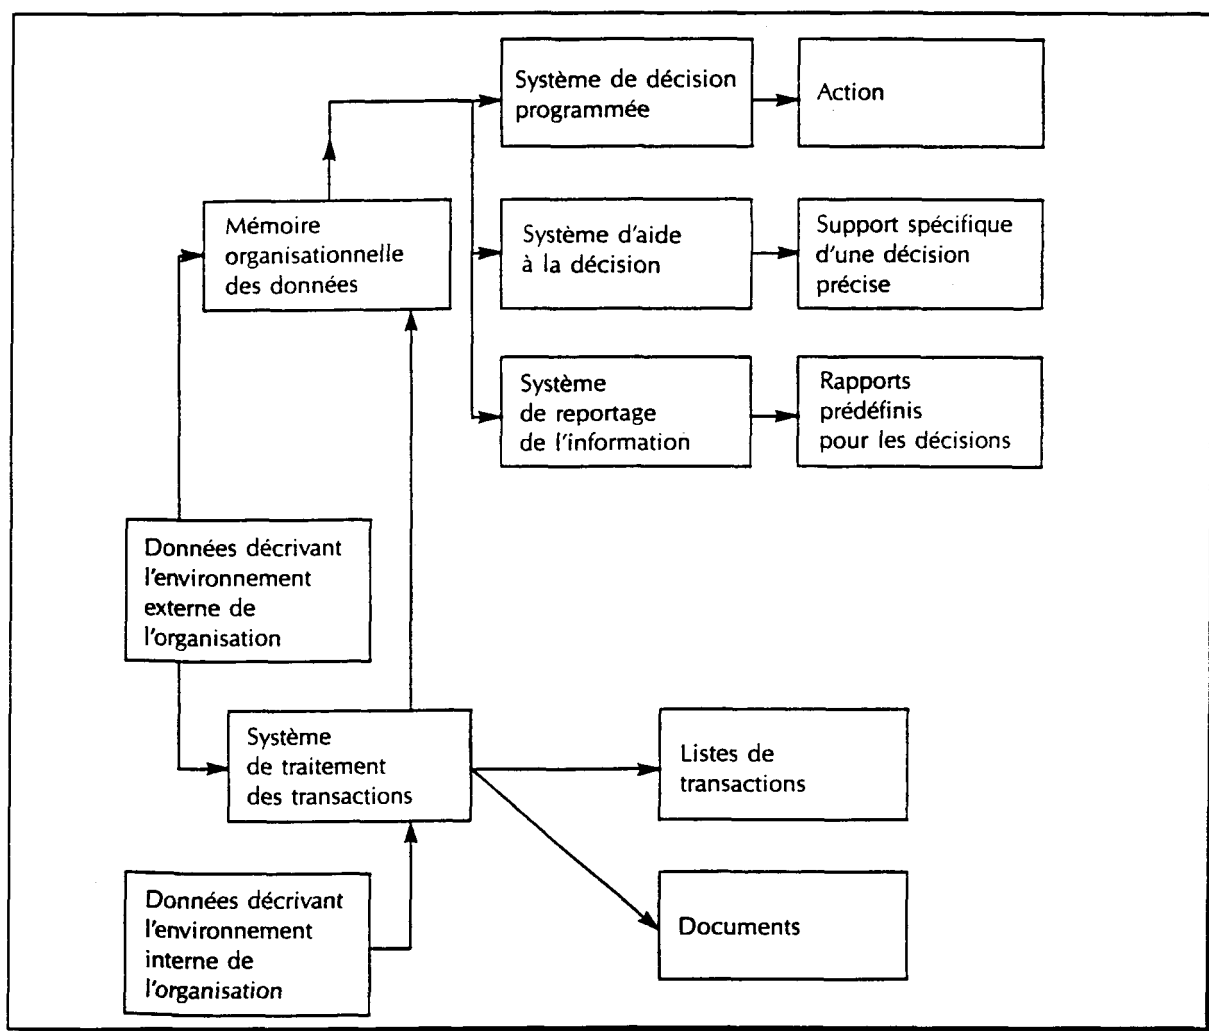 Système de décision
programmée
Action
Mémoire
organisationnelle
des données
Système d'aide
à la décision
Support spécifique
d'une décision
précise
Système
de reportage
de l'information
Rapports
prédéfinis
pour les décisions
Données décrivant
l'environnement
externe de
l'organisation
Système
de traitement
des transactions
Listes de
transactions
Données décrivant
l'environnement
interne de
l'organisation
Documents